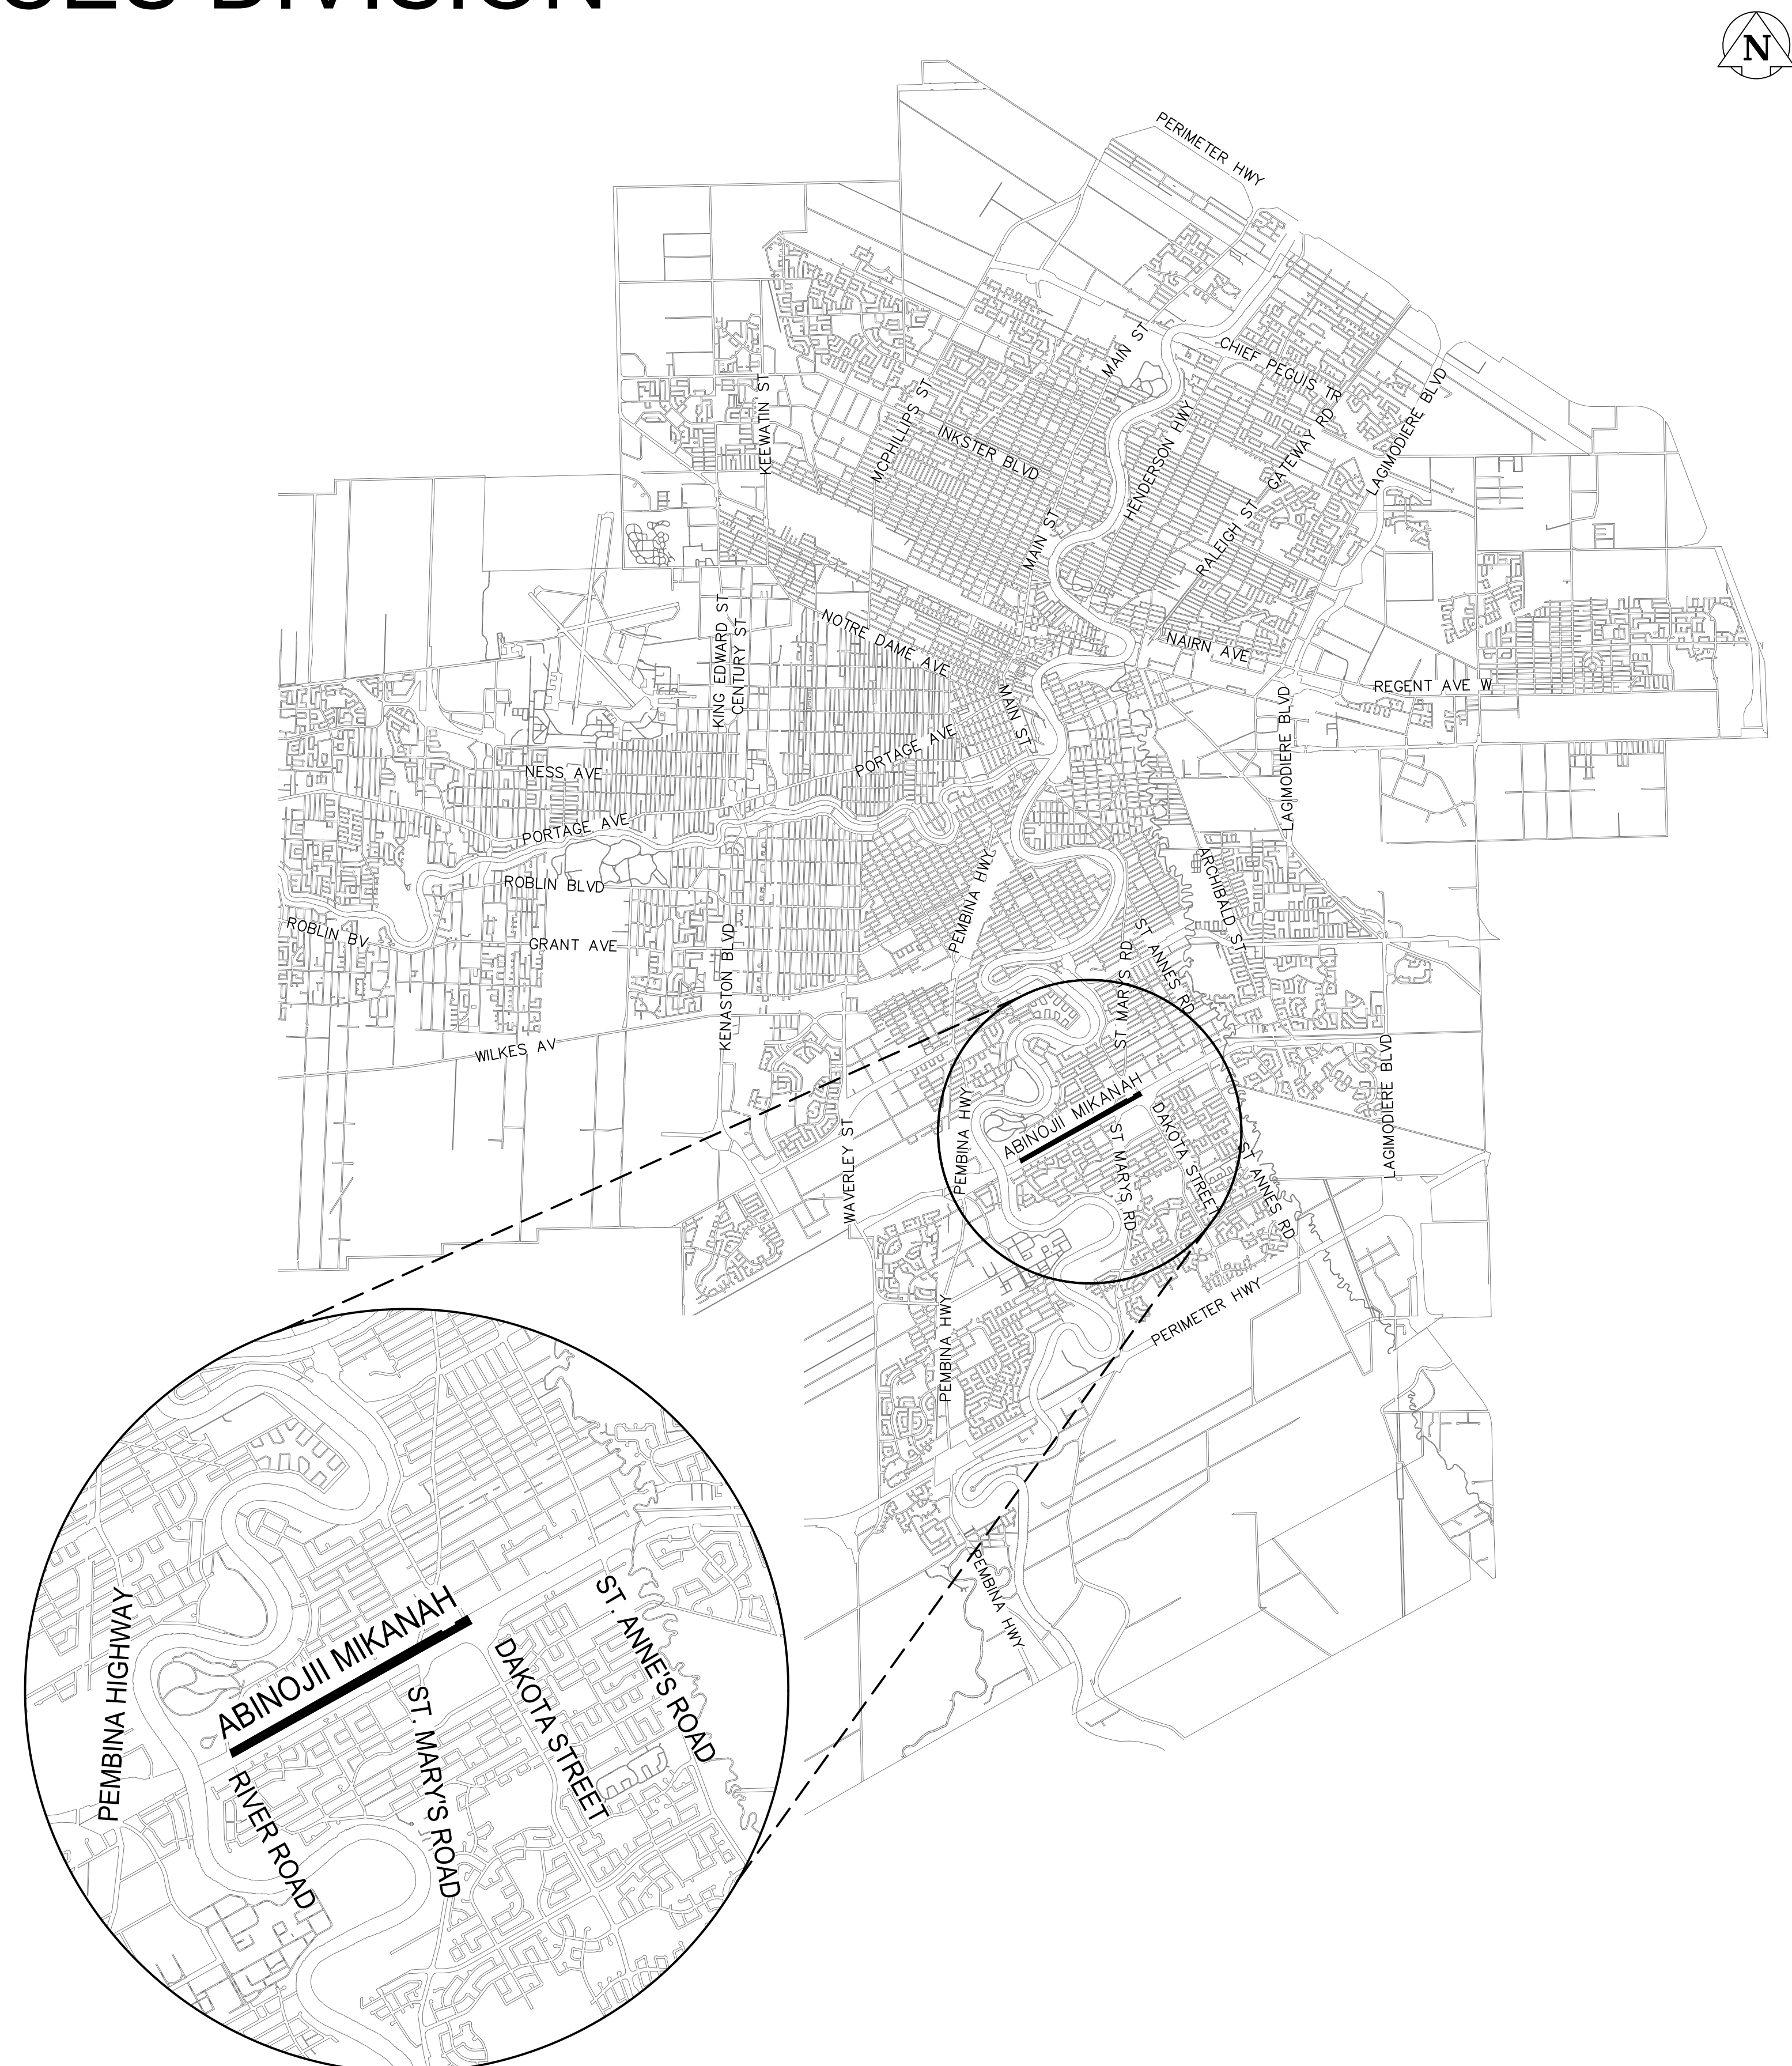 DIVISION
N
PERIMETER HWY
MAIN ST
CHIEF PEGUIS TR
LAGIMODIERE BLVD
KEEWATIN ST
MCPHILLIPS ST
INKSTER BLVD
HENDERSON HWY
GATEWAY RD
MAIN ST
RALEIGH ST
KING EDWARD ST
CENTURY ST
NOTRE DAME AVE
NAIRN AVE
MAIN ST
REGENT AVE W
LAGIMODIERE BLVD
NESS AVE
PORTAGE AVE
PORTAGE AVE
ROBLIN BLVD
PEMBINA HWY
ARCHIBALD ST
ROBLIN BV
GRANT AVE
KENASTON BLVD
ST MARYS RD
ST ANNES RD
WILKES AV
LAGIMODIERE BLVD
WAVERLEY ST
PEMBINA HWY
ABINOJII MIKANAH
ST MARYS RD
DAKOTA STREET
ST ANNES RD
PERIMETER HWY
PEMBINA HWY
PEMBINA HWY
PEMBINA HIGHWAY
ABINOJII MIKANAH
ST. ANNE'S ROAD
DAKOTA STREET
ST. MARY'S ROAD
RIVER ROAD